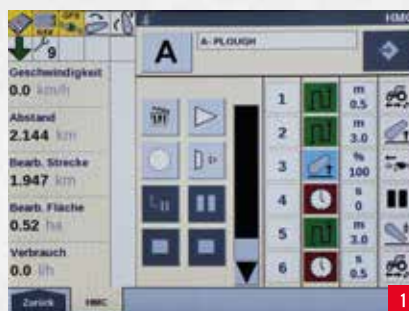 GPS
HMC
9
A
A- PLOUGH
Geschwindigkeit
0.0 km/h
Abstand
2.144 km
Bearb. Strecke
1.947 km
Bearb. Fläche
0.52 ha
Verbrauch
0.0 l/h
1 m 0.5
2 m 3.0
3 % 100
4 s 0
5 m 3.0
6 s 0.5
Zurück
HMC
1